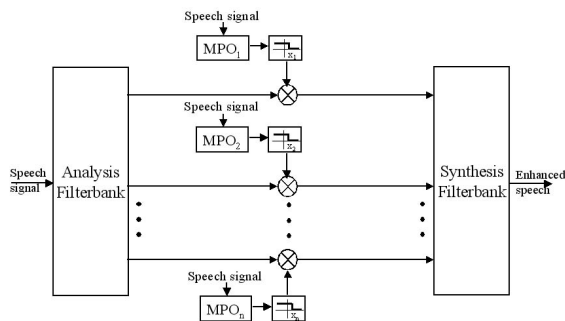 Speech signal
MPO1
x1
Speech signal
MPO2
x2
Speech signal
Analysis Filterbank
Synthesis Filterbank
Enhanced speech
Speech signal
MPOn
xn